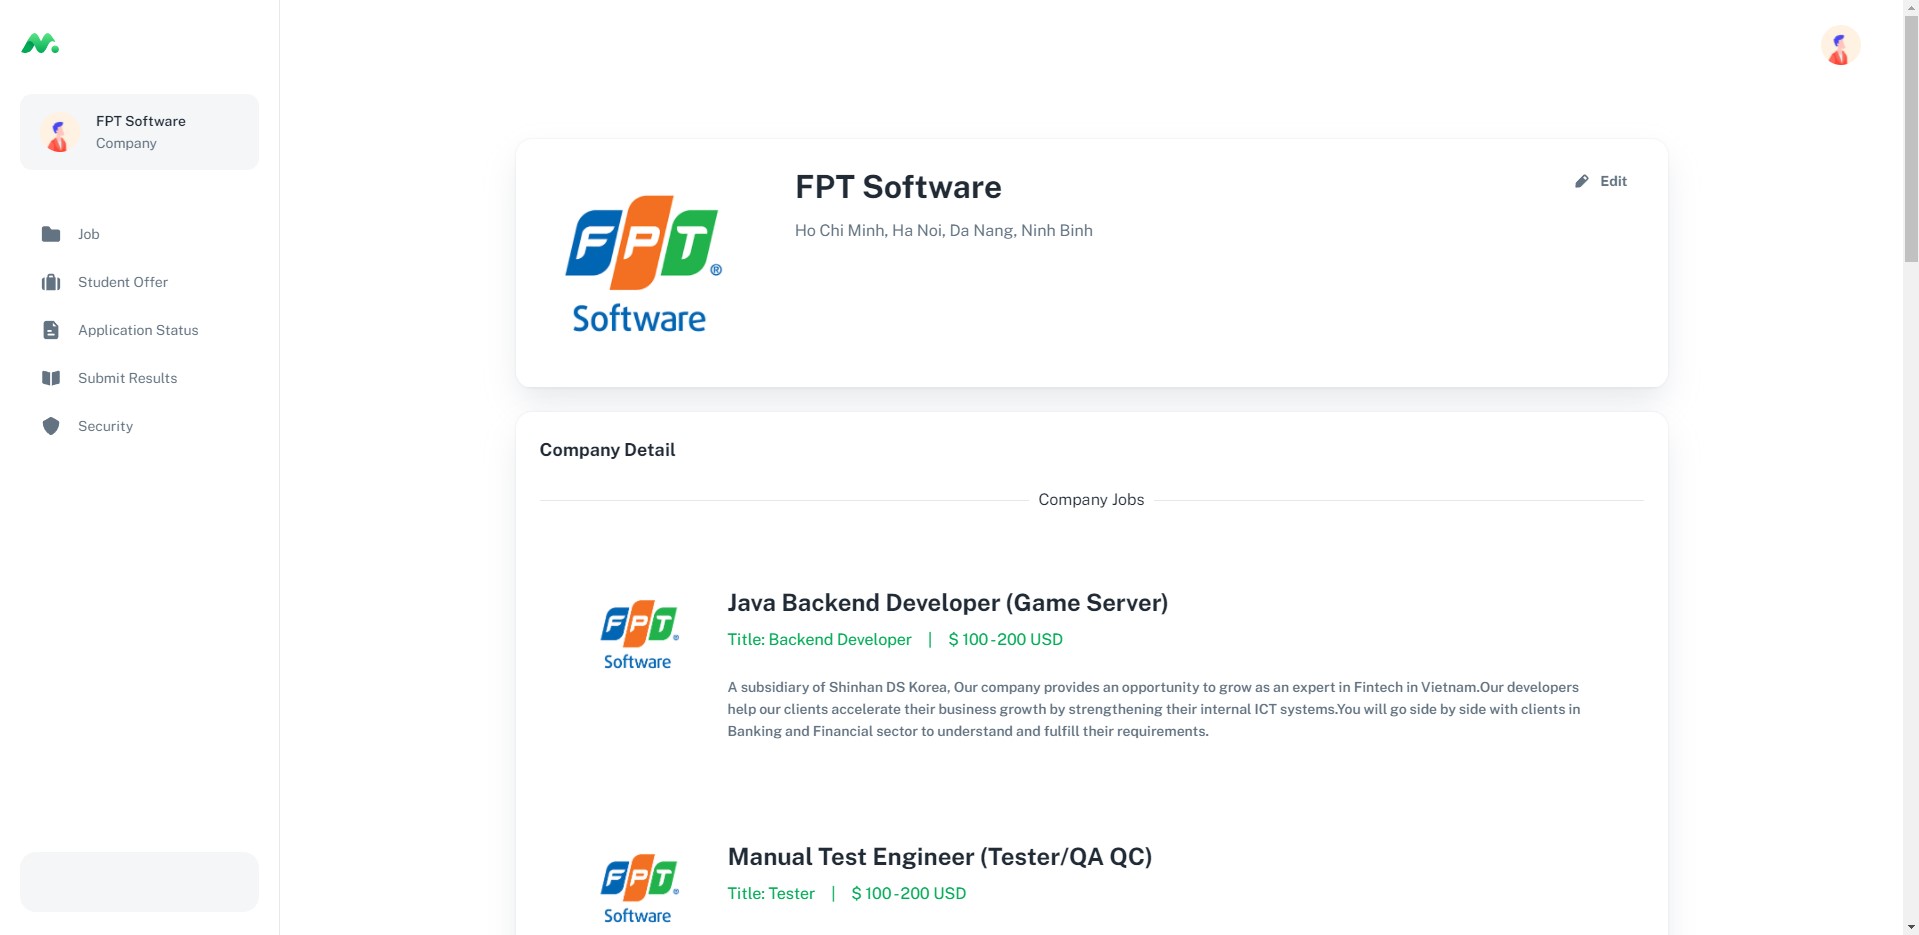 FPT Software
Company
Job
Student Offer
Application Status
Submit Results
Security
FPT®
Software
FPT Software
Ho Chi Minh, Ha Noi, Da Nang, Ninh Binh
Edit
Company Detail
Company Jobs
FPT®
Software
Java Backend Developer (Game Server)
Title: Backend Developer | $ 100 - 200 USD
A subsidiary of Shinhan DS Korea, Our company provides an opportunity to grow as an expert in Fintech in Vietnam.Our developers
help our clients accelerate their business growth by strengthening their internal ICT systems.You will go side by side with clients in
Banking and Financial sector to understand and fulfill their requirements.
FPT®
Software
Manual Test Engineer (Tester/QA QC)
Title: Tester | $ 100 - 200 USD